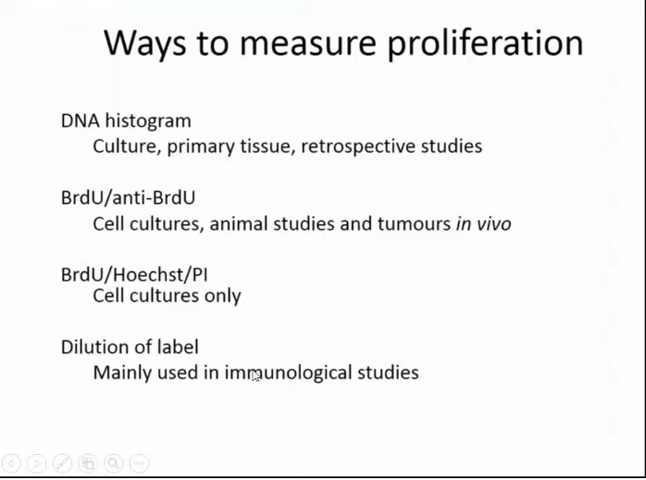 Ways to measure proliferation
DNA histogram
Culture, primary tissue, retrospective studies
BrdU/anti-BrdU
Cell cultures, animal studies and tumours in vivo
BrdU/Hoechst/PI
Cell cultures only
Dilution of label
Mainly used in immunological studies